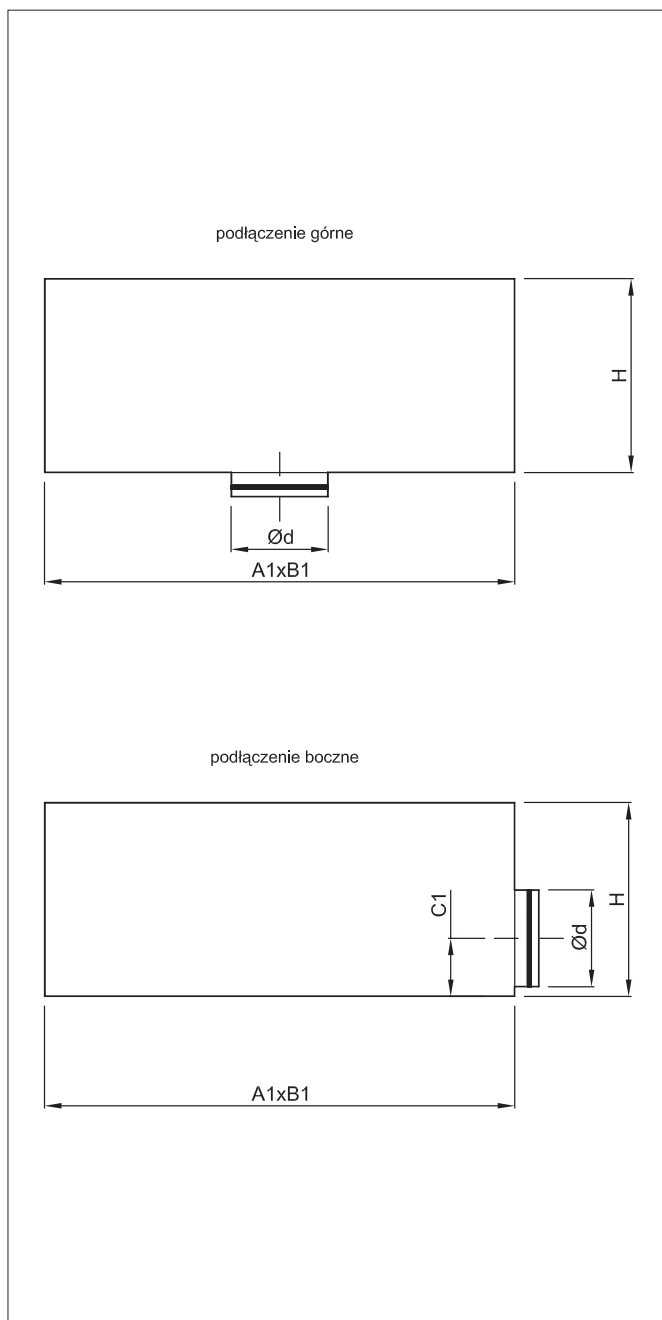 podłączenie górne
H
Ød
A1xB1
podłączenie boczne
C1
H
Ød
A1xB1